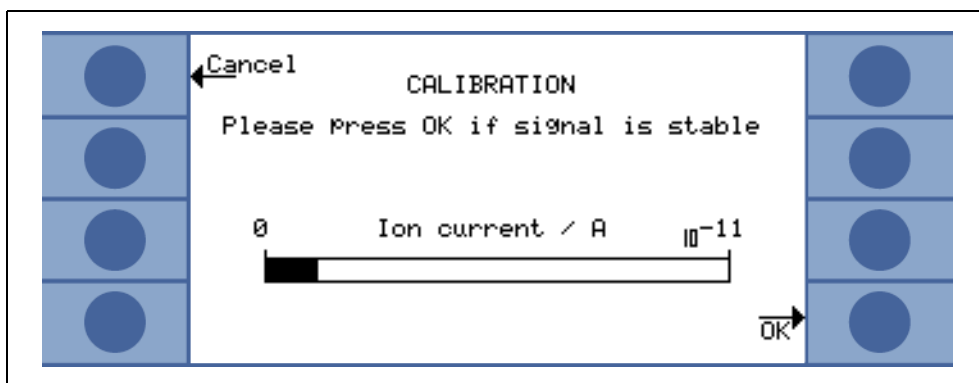 Cancel
CALIBRATION
Please press OK if signal is stable
0 Ion current / A 10-11
OK